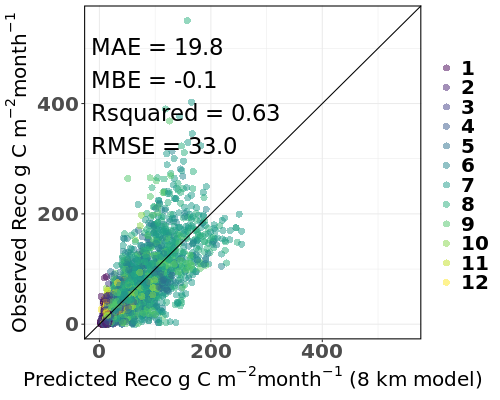 Observed Reco g C m⁻²month⁻¹
MAE = 19.8
MBE = -0.1
Rsquared = 0.63
RMSE = 33.0
400
200
0
0 200 400
Predicted Reco g C m⁻²month⁻¹ (8 km model)
1
2
3
4
5
6
7
8
9
10
11
12